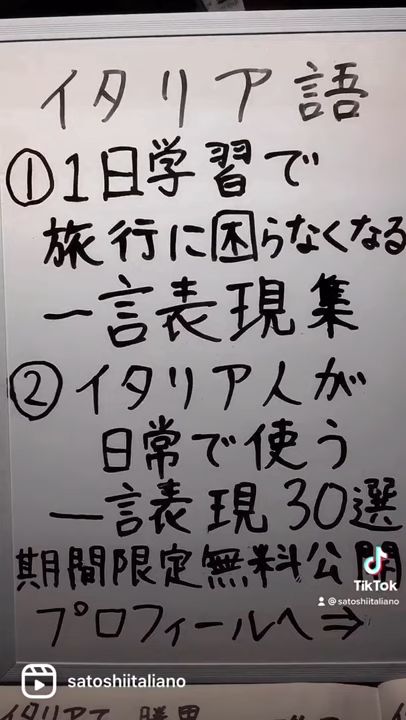 イタリア語
①1日学習で
旅行に困らなくなる
一言表現集
②イタリア人が
日常で使う
一言表現30選
期間限定無料公開
TikTok
プロフィールへ⇒
@satoshiitaliano
satoshiitaliano